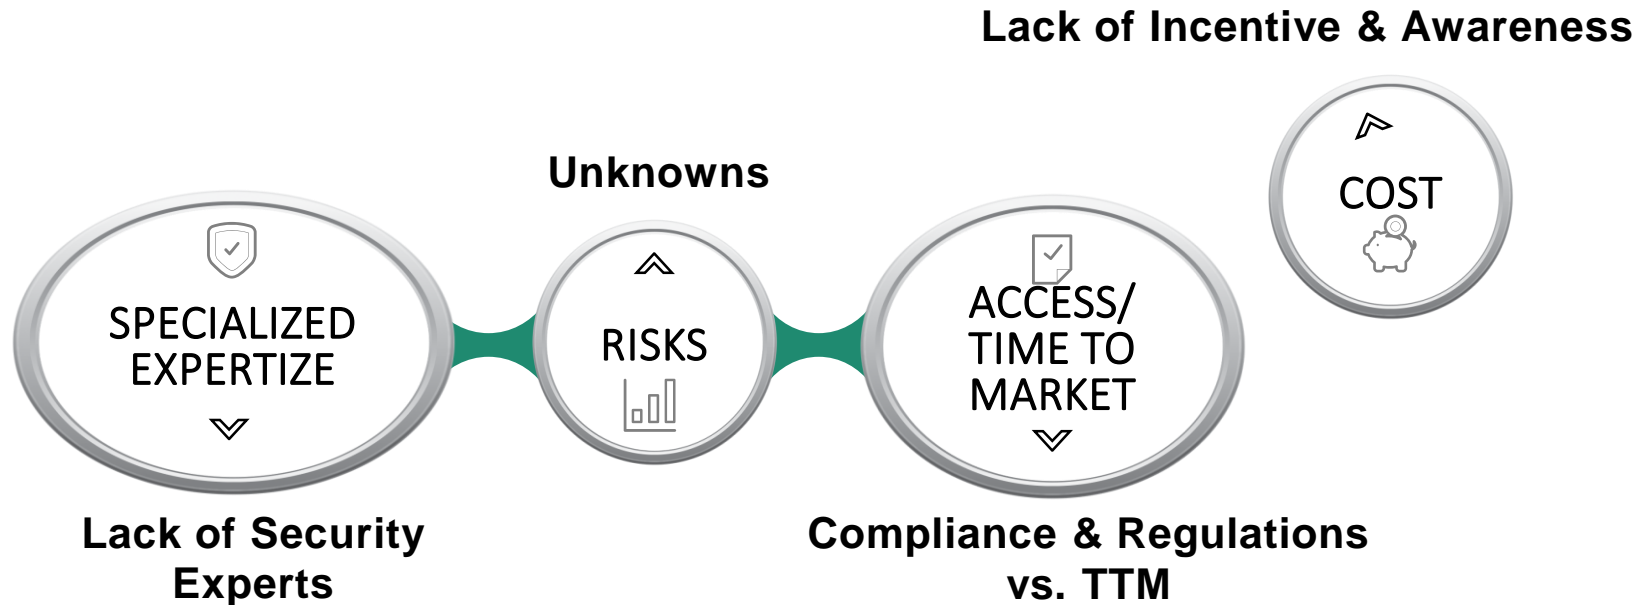 Lack of Incentive & Awareness
COST
Unknowns
SPECIALIZED
EXPERTIZE
RISKS
ACCESS/
TIME TO
MARKET
Lack of Security
Experts
Compliance & Regulations
vs. TTM